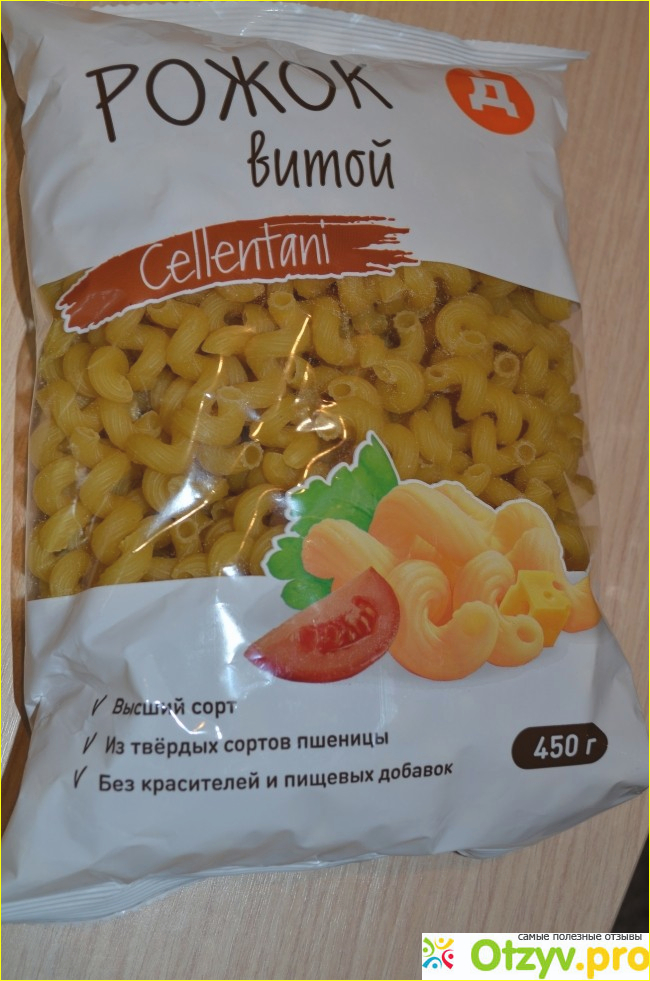 РОЖОК
Д
витой
Cellentani
Высший сорт
Из твёрдых сортов пшеницы
Без красителей и пищевых добавок
450 г
самые полезные отзывы
Otzyv.pro